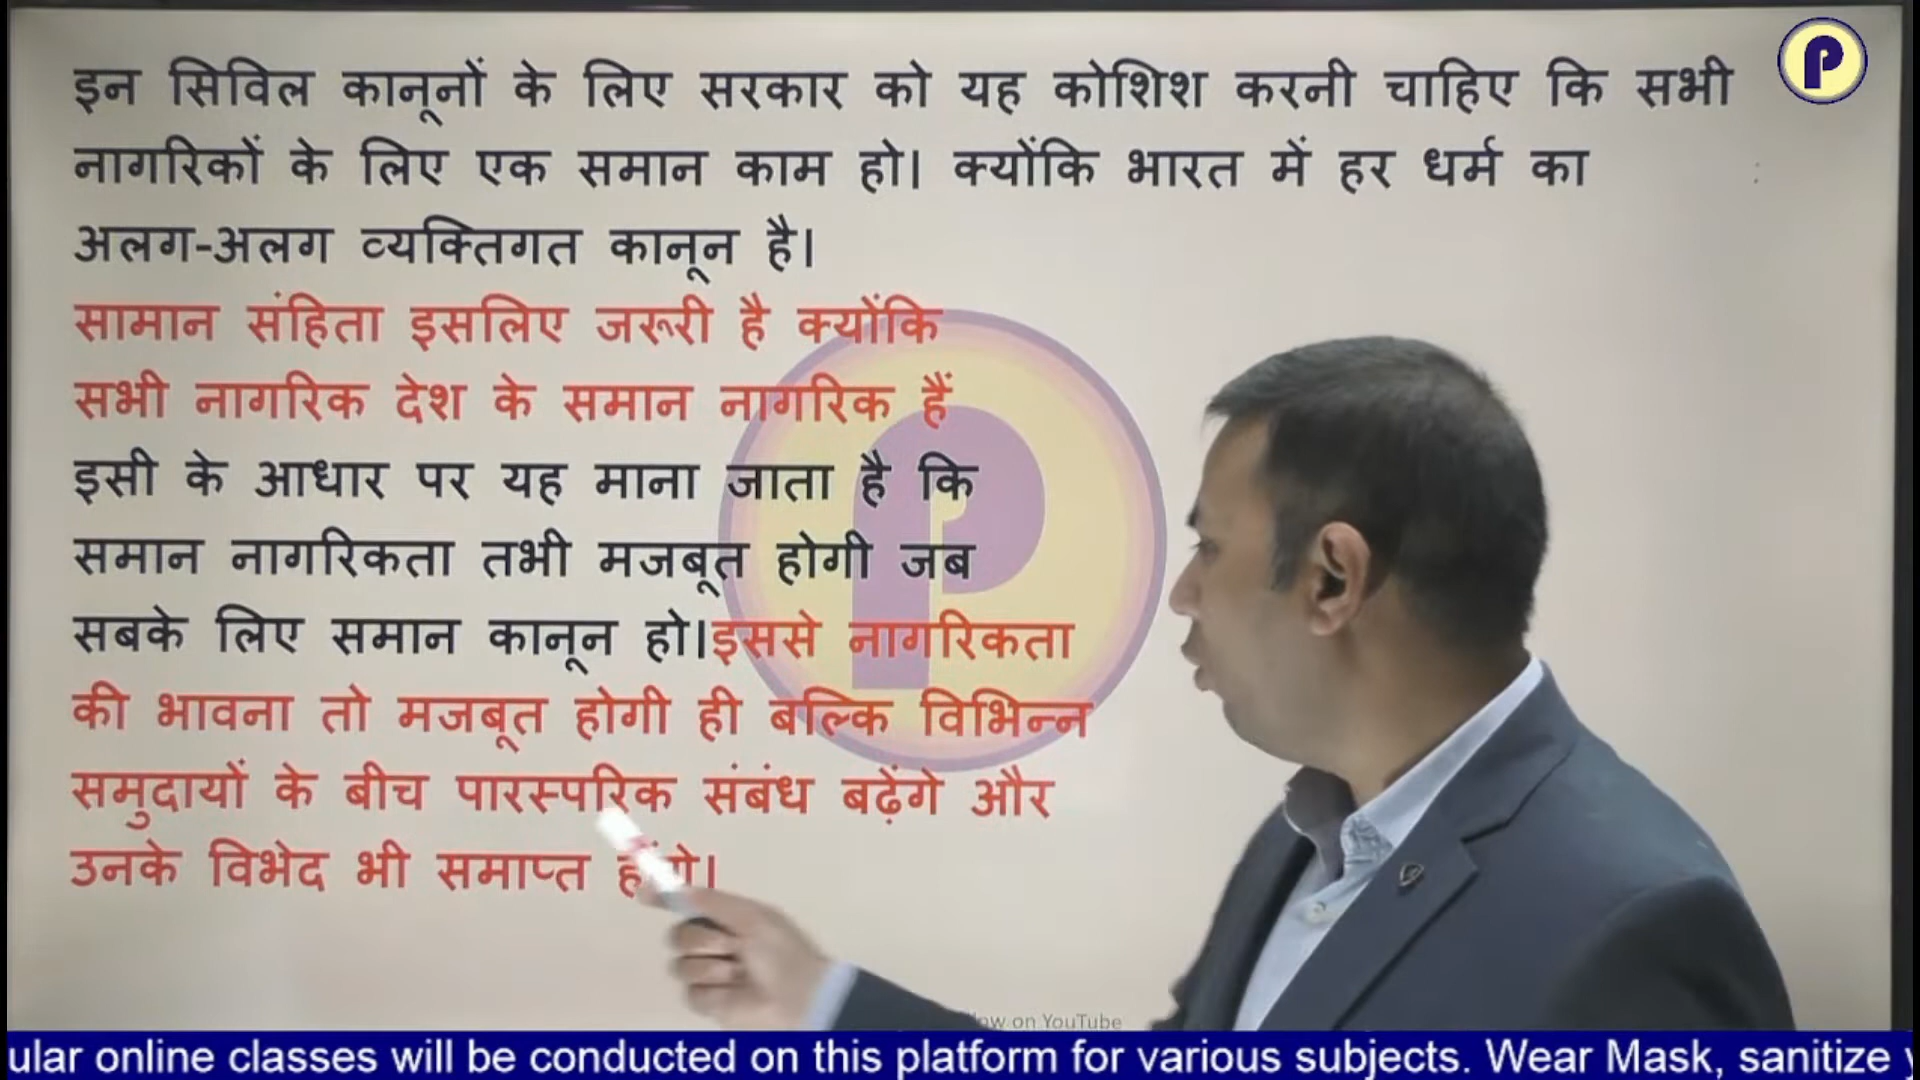 इन सिविल कानूनों के लिए सरकार को यह कोशिश करनी चाहिए कि सभी
नागरिकों के लिए एक समान काम हो। क्योंकि भारत में हर धर्म का
अलग-अलग व्यक्तिगत कानून है।
सामान संहिता इसलिए जरूरी है क्योंकि
सभी नागरिक देश के समान नागरिक हैं
इसी के आधार पर यह माना जाता है कि
समान नागरिकता तभी मजबूत होगी जब
सबके लिए समान कानून हो।इससे नागरिकता
की भावना तो मजबूत होगी ही बल्कि विभिन्न
समुदायों के बीच पारस्परिक संबंध बढ़ेंगे और
उनके विभेद भी समाप्त
on YouTube
online classes will be conducted on this platform for various subjects. Wear Mask, sanitize
P
P